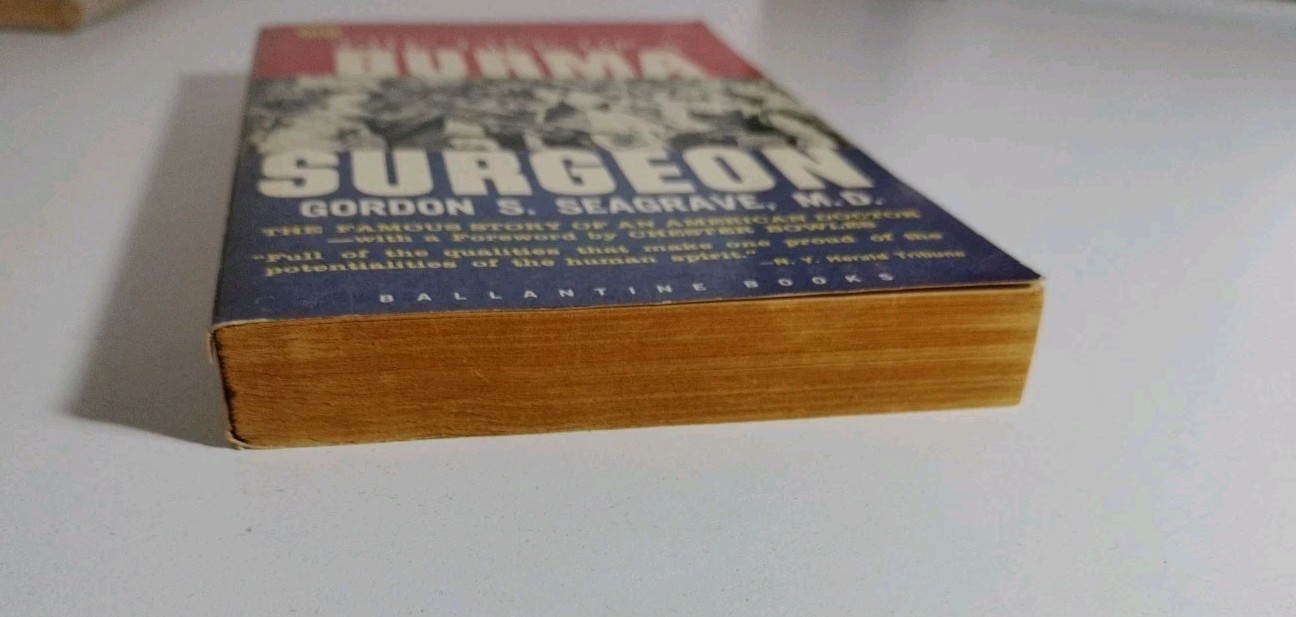 BURMA
SURGEON
GORDON S. SEAGRAVE, M.D.
THE FAMOUS STORY OF AN AMERICAN DOCTOR
—with a Foreword by CHESTER BOWLES
"Full of the qualities that make one proud of the
potentialities of the human spirit." —N. Y. Herald Tribune
BALLANTINE BOOKS